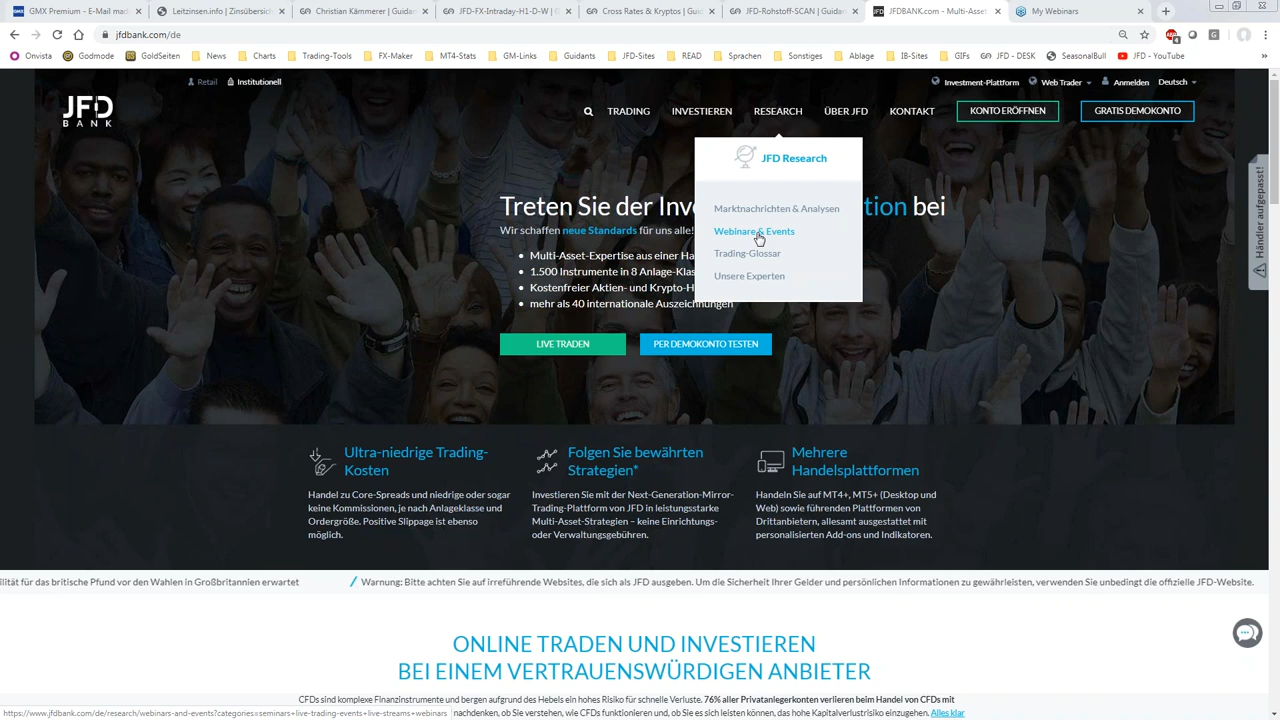 GMX Premium - E-Mail mad
Leitzinsen.info | Zinsübersich
Christian Kämmerer | Guidan
JFD-FX-Intraday-H1-D-W | G
Cross Rates & Kryptos | Guid
JFD-Rohstoff-SCAN | Guidan
JFDBANK.com - Multi-Asset
My Webinars
jfdbank.com/de
Onvista
Godmode
GoldSeiten
News
Charts
Trading-Tools
FX-Maker
MT4-Stats
GM-Links
Guidants
JFD-Sites
READ
Sprachen
Sonstiges
Ablage
IB-Sites
GIFs
JFD - DESK
SeasonalBull
JFD - YouTube
Retail
Institutionell
Investment-Plattform
Web Trader
Anmelden
Deutsch
JFD
BANK
TRADING
INVESTIEREN
RESEARCH
ÜBER JFD
KONTAKT
KONTO ERÖFFNEN
GRATIS DEMOKONTO
JFD Research
Marktnachrichten & Analysen
Webinare & Events
Trading-Glossar
Unsere Experten
Händler aufgepasst!
Treten Sie der Inv tion bei
Wir schaffen neue Standards für uns alle!
Multi-Asset-Expertise aus einer Ha
1.500 Instrumente in 8 Anlage-Klas
Kostenfreier Aktien- und Krypto-H
mehr als 40 internationale Auszeichnungen
LIVE TRADEN
PER DEMOKONTO TESTEN
Ultra-niedrige Trading-
Kosten
Handel zu Core-Spreads und niedrige oder sogar
keine Kommissionen, je nach Anlageklasse und
Ordergröße. Positive Slippage ist ebenso
möglich.
Folgen Sie bewährten
Strategien*
Investieren Sie mit der Next-Generation-Mirror-
Trading-Plattform von JFD in leistungsstarke
Multi-Asset-Strategien – keine Einrichtungs-
oder Verwaltungsgebühren.
Mehrere
Handelsplattformen
Handeln Sie auf MT4+, MT5+ (Desktop und
Web) sowie führenden Plattformen von
Drittanbietern, allesamt ausgestattet mit
personalisierten Add-ons und Indikatoren.
ilität für das britische Pfund vor den Wahlen in Großbritannien erwartet
Warnung: Bitte achten Sie auf irreführende Websites, die sich als JFD ausgeben. Um die Sicherheit Ihrer Gelder und persönlichen Informationen zu gewährleisten, verwenden Sie unbedingt die offizielle JFD-Website.
ONLINE TRADEN UND INVESTIEREN
BEI EINEM VERTRAUENSWÜRDIGEN ANBIETER
CFDs sind komplexe Finanzinstrumente und bergen aufgrund des Hebels ein hohes Risiko für schnelle Verluste. 76% aller Privatanlegerkonten verlieren beim Handel von CFDs mit
https://www.jfdbank.com/de/research/webinars-and-events?categories=seminars+live-trading-events+live-streams+webinars
nachdenken, ob Sie verstehen, wie CFDs funktionieren und, ob Sie es sich leisten können, das hohe Kapitalverlustrisiko einzugehen. Alles klar